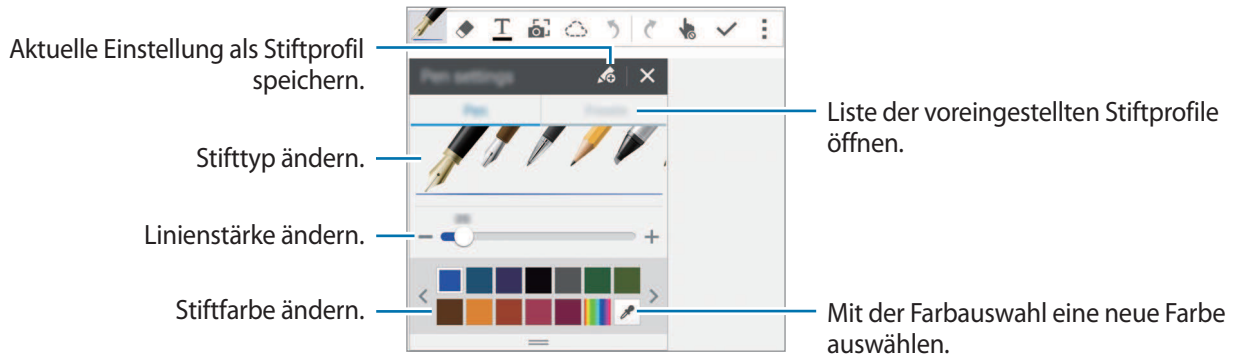 T
Aktuelle Einstellung als Stiftprofil
speichern.
Pen settings
Pen
Liste der voreingestellten Stiftprofile
öffnen.
Stifttyp ändern.
Linienstärke ändern.
Stiftfarbe ändern.
Mit der Farbauswahl eine neue Farbe
auswählen.